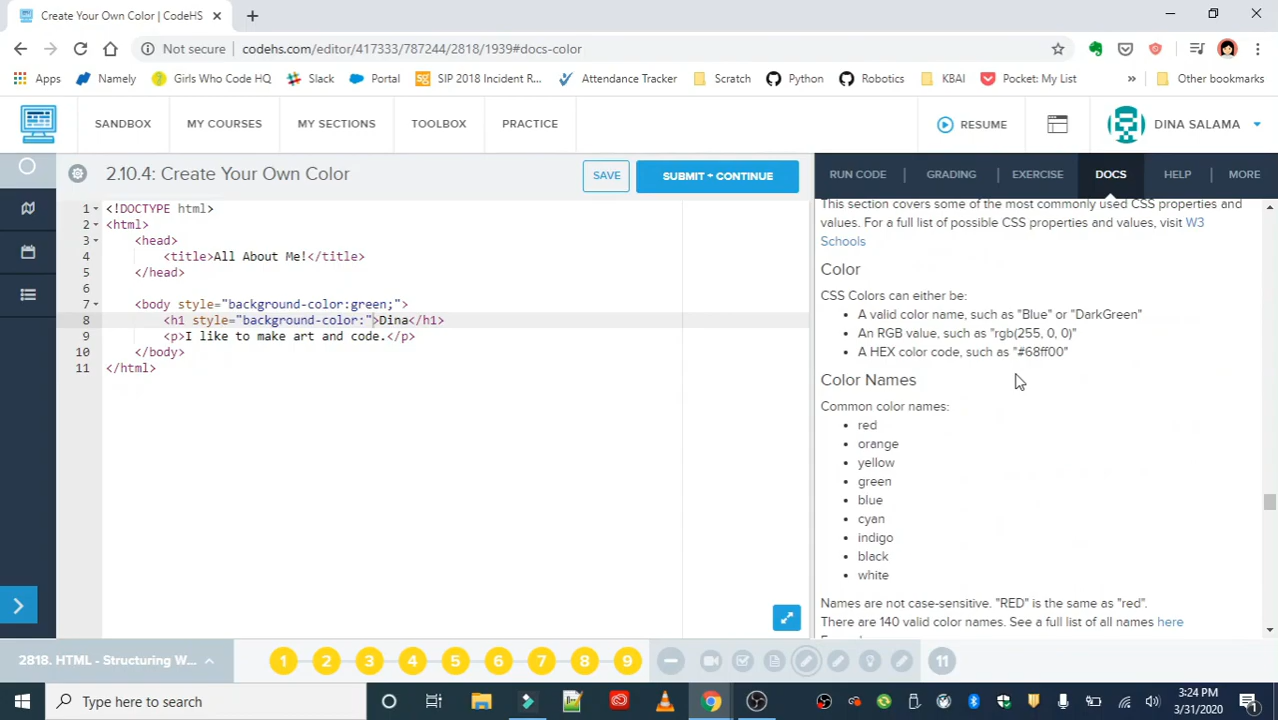 Create Your Own Color | CodeHS
Not secure
codehs.com/editor/417333/787244/2818/1939#docs-color
Apps
Namely
Girls Who Code HQ
Slack
Portal
SIP 2018 Incident R...
Attendance Tracker
Scratch
Python
Robotics
KBAI
Pocket: My List
»
Other bookmarks
SANDBOX
MY COURSES
MY SECTIONS
TOOLBOX
PRACTICE
RESUME
DINA SALAMA
2.10.4: Create Your Own Color
SAVE
SUBMIT + CONTINUE
RUN CODE
GRADING
EXERCISE
DOCS
HELP
MORE
1 <!DOCTYPE html>
2 <html>
3 <head>
4 <title>All About Me!</title>
5 </head>
6
7 <body style="background-color:green;">
8 <h1 style="background-color:">Dina</h1>
9 <p>I like to make art and code.</p>
10 </body>
11 </html>
This section covers some of the most commonly used CSS properties and
values. For a full list of possible CSS properties and values, visit W3
Schools
Color
CSS Colors can either be:
• A valid color name, such as "Blue" or "DarkGreen"
• An RGB value, such as "rgb(255, 0, 0)"
• A HEX color code, such as "#68ff00"
Color Names
Common color names:
• red
• orange
• yellow
• green
• blue
• cyan
• indigo
• black
• white
Names are not case-sensitive. "RED" is the same as "red".
There are 140 valid color names. See a full list of all names here
2818. HTML - Structuring W...
1
2
3
4
5
6
7
8
9
11
Type here to search
3:24 PM
3/31/2020
1